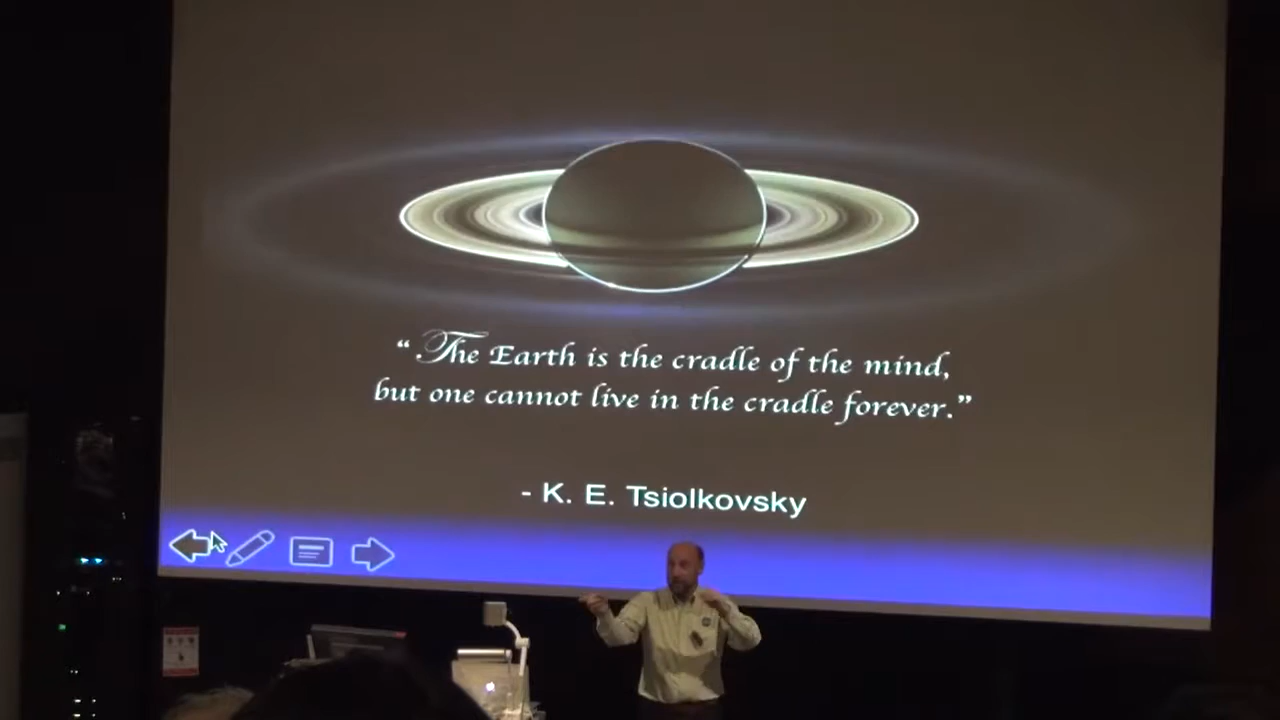 “ The Earth is the cradle of the mind,
but one cannot live in the cradle forever.”
- K. E. Tsiolkovsky